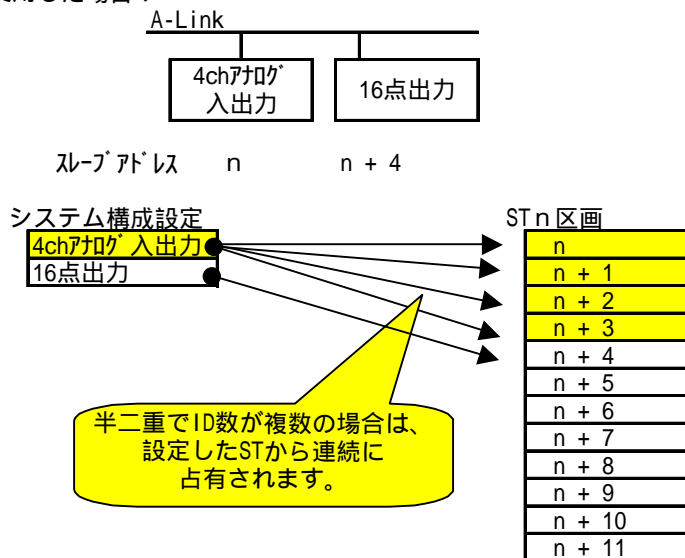 A-Link
4chｱﾅﾛｸﾞ
入出力
16点出力
ｽﾚｰﾌﾞｱﾄﾞﾚｽ n n + 4
システム構成設定
4chｱﾅﾛｸﾞ入出力
16点出力
STｎ区画
n
n + 1
n + 2
n + 3
n + 4
n + 5
n + 6
n + 7
n + 8
n + 9
n + 10
n + 11
半二重でID数が複数の場合は、
設定したSTから連続に
占有されます。